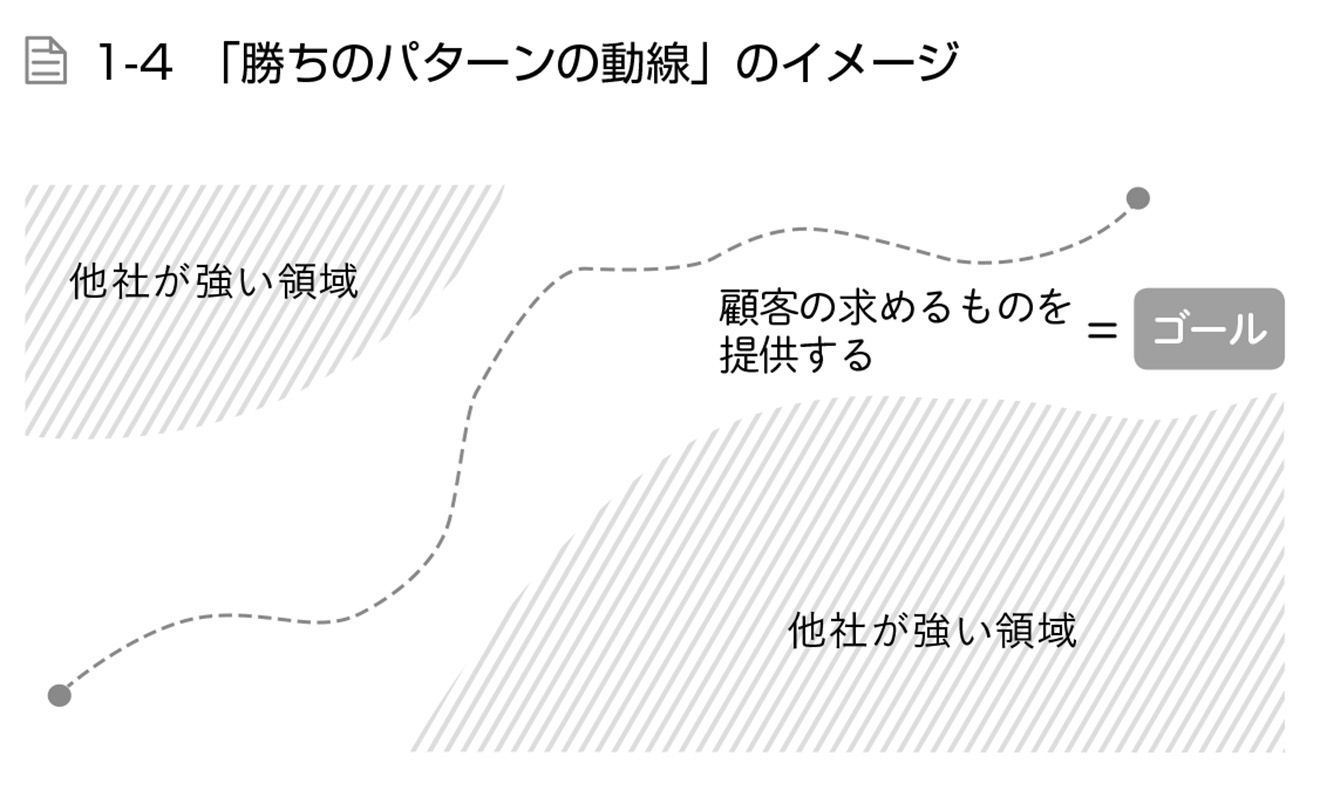 1-4 「勝ちのパターンの動線」のイメージ
他社が強い領域
顧客の求めるものを
提供する
= ゴール
他社が強い領域